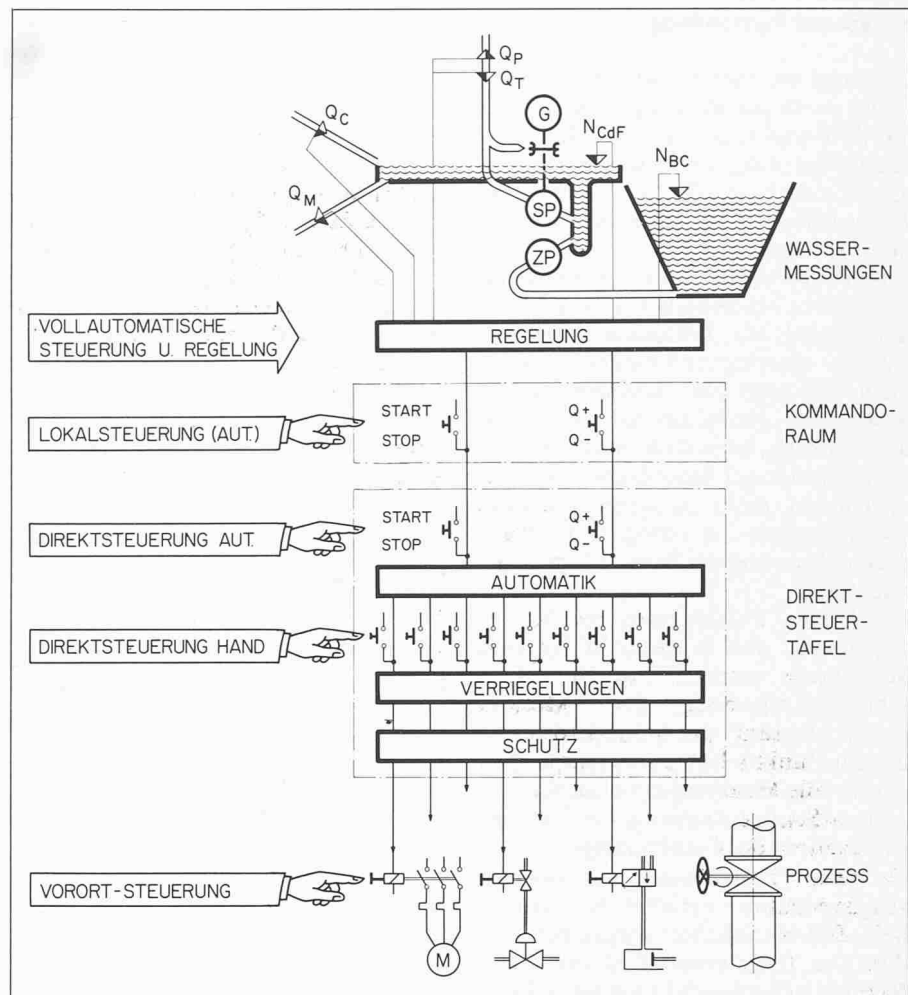 Q_P
Q_T
G
N_CdF
Q_C
N_BC
Q_M
SP
ZP
WASSER-
MESSUNGEN
VOLLAUTOMATISCHE
STEUERUNG U. REGELUNG
REGELUNG
START
STOP
Q+
Q-
LOKALSTEUERUNG (AUT.)
KOMMANDO-
RAUM
START
STOP
Q+
Q-
DIREKTSTEUERUNG AUT.
AUTOMATIK
DIREKT-
STEUER-
TAFEL
DIREKTSTEUERUNG HAND
VERRIEGELUNGEN
SCHUTZ
VORORT-STEUERUNG
PROZESS
M